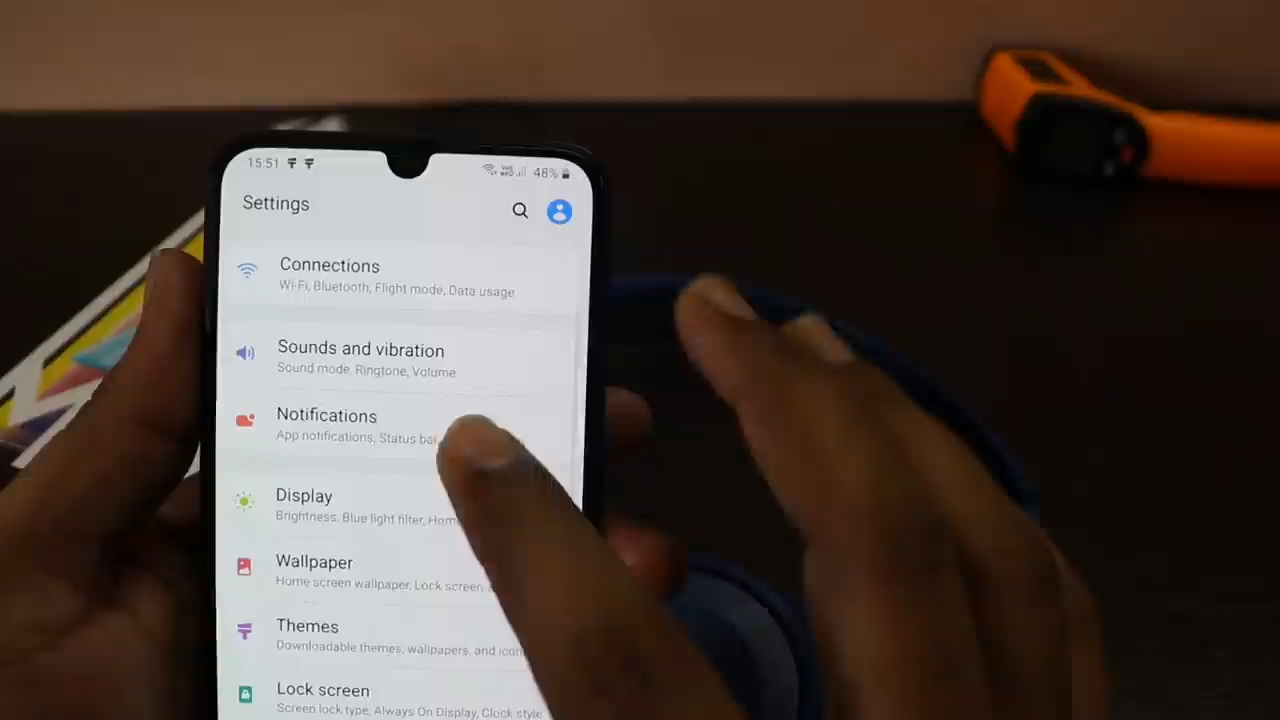 15:51 48%
Settings
Connections
Wi-Fi, Bluetooth, Flight mode, Data usage
Sounds and vibration
Sound mode, Ringtone, Volume
Notifications
App notifications, Status
Display
Brightness, Blue light filter,
Wallpaper
Home screen wallpaper, Lock screen
Themes
Downloadable themes, wallpapers, and
Lock screen
Screen lock type, Always On Display, Clock style